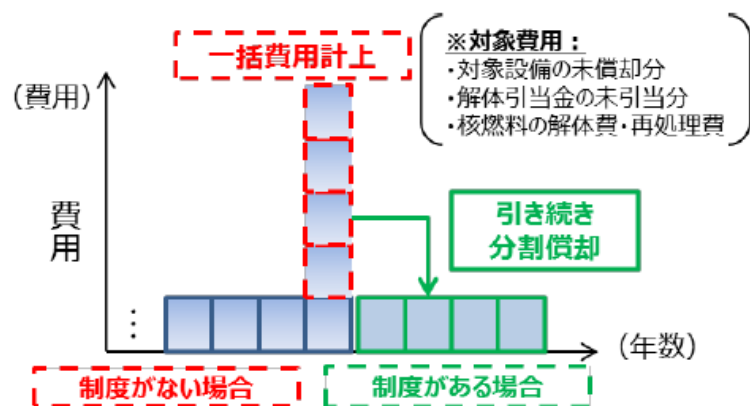 一括費用計上
※対象費用:
・対象設備の未償却分
・解体引当金の未引当分
・核燃料の解体費・再処理費
(費用)
費用
引き続き
分割償却
⋮
(年数)
制度がない場合
制度がある場合